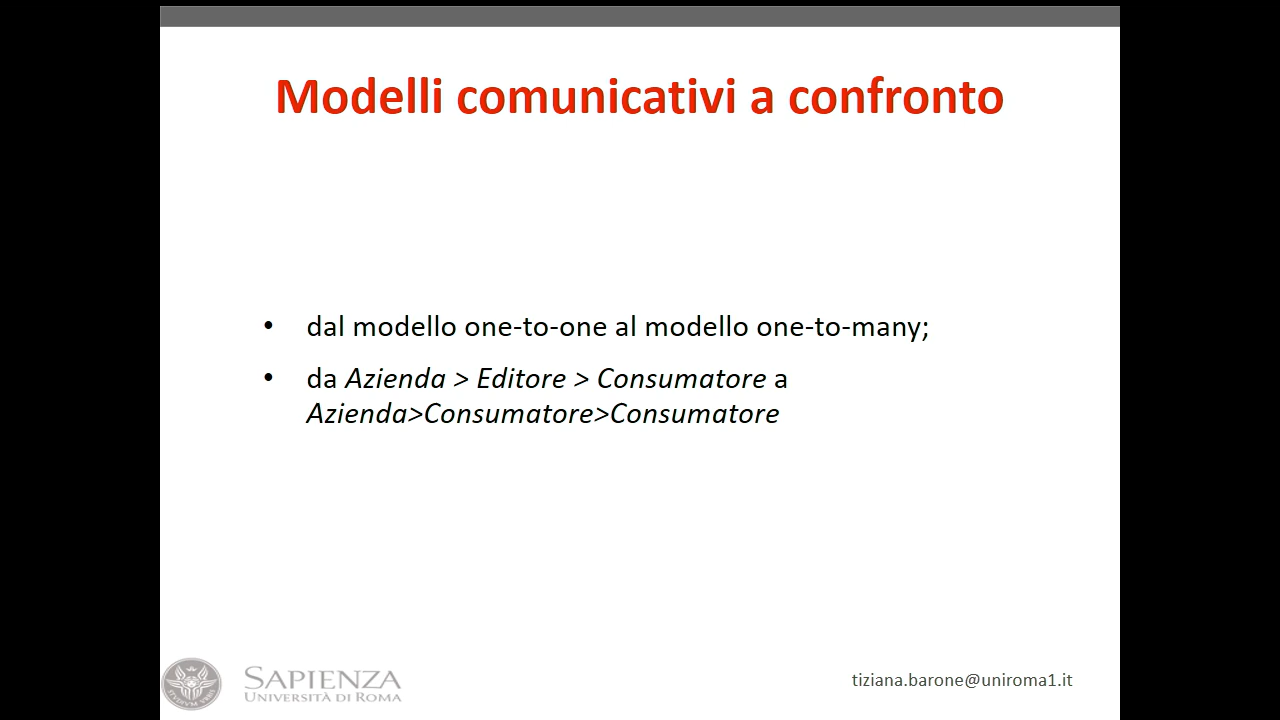 Modelli comunicativi a confronto
• dal modello one-to-one al modello one-to-many;
• da Azienda > Editore > Consumatore a
Azienda>Consumatore>Consumatore
SAPIENZA
UNIVERSITÀ DI ROMA
tiziana.barone@uniroma1.it